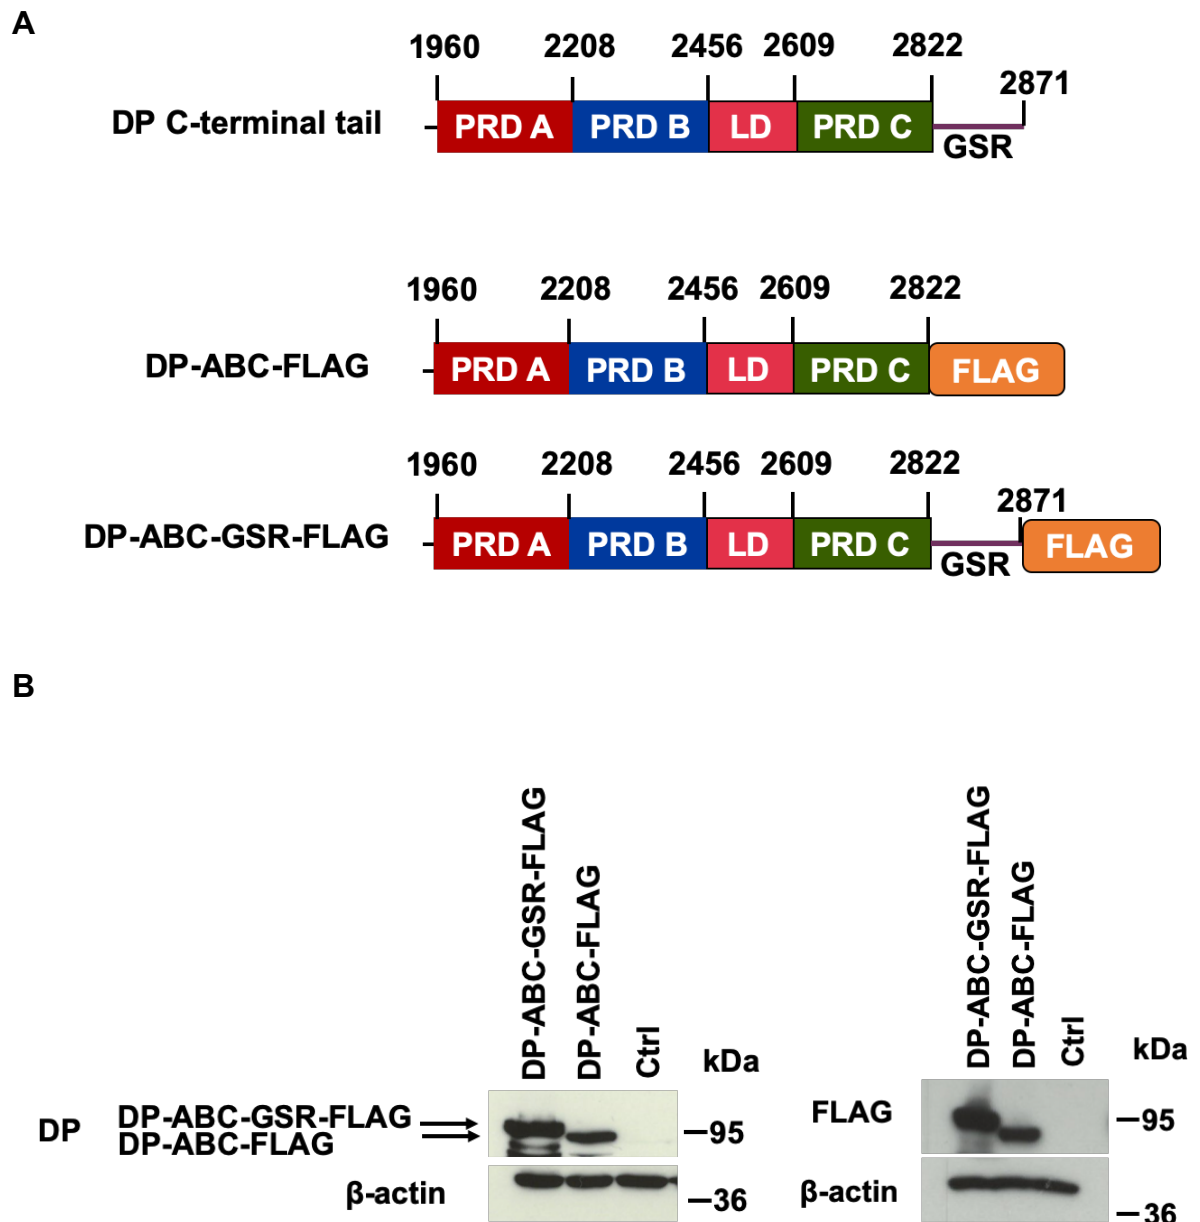 A
1960 2208 2456 2609 2822 2871
DP C-terminal tail PRD A PRD B LD PRD C GSR
1960 2208 2456 2609 2822
DP-ABC-FLAG PRD A PRD B LD PRD C FLAG
1960 2208 2456 2609 2822 2871
DP-ABC-GSR-FLAG PRD A PRD B LD PRD C GSR FLAG
B
DP-ABC-GSR-FLAG
DP-ABC-FLAG
Ctrl
kDa
DP
DP-ABC-GSR-FLAG
DP-ABC-FLAG
95
β-actin
36
DP-ABC-GSR-FLAG
DP-ABC-FLAG
Ctrl
kDa
FLAG
95
β-actin
36